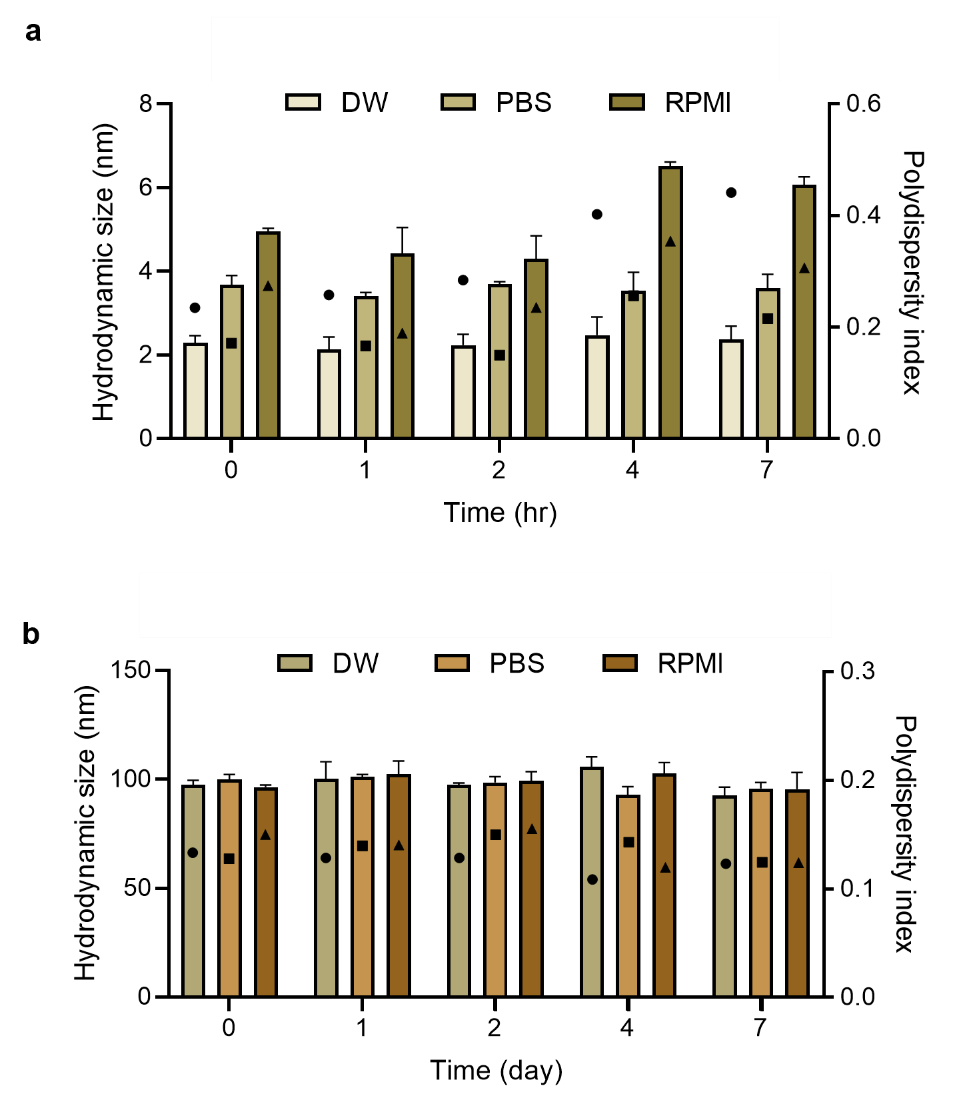 a
DW PBS RPMI
8
6
4
2
0
Hydrodynamic size (nm)
0.6
0.4
0.2
0.0
Polydispersity index
0 1 2 4 7
Time (hr)
b
DW PBS RPMI
150
100
50
0
Hydrodynamic size (nm)
0.3
0.2
0.1
0.0
Polydispersity index
0 1 2 4 7
Time (day)